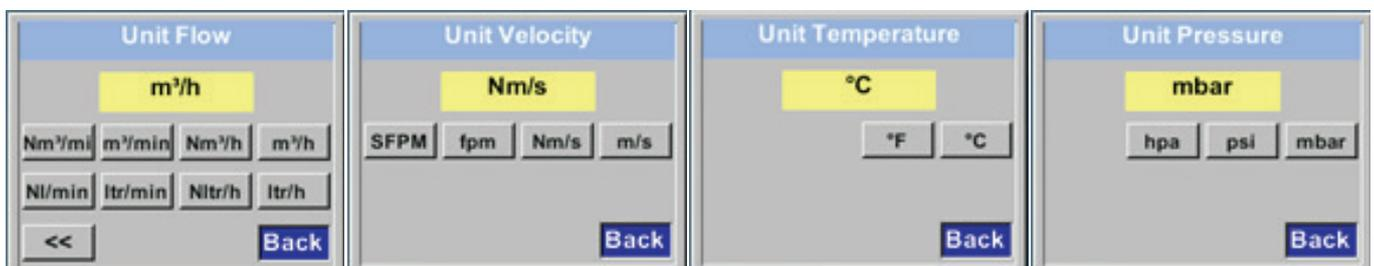 Unit Flow
m³/h
Nm³/mi m³/min Nm³/h m³/h
Nl/min ltr/min Nltr/h ltr/h
<< Back
Unit Velocity
Nm/s
SFPM fpm Nm/s m/s
Back
Unit Temperature
°C
°F °C
Back
Unit Pressure
mbar
hpa psi mbar
Back